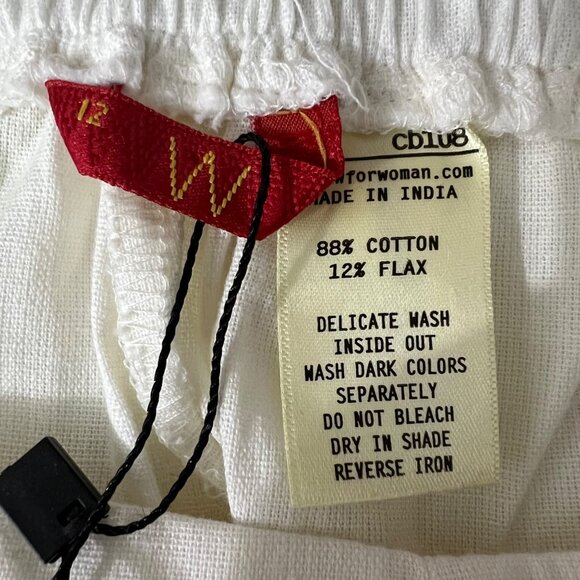 12
W
cb108
wforwoman.com
MADE IN INDIA
88% COTTON
12% FLAX
DELICATE WASH
INSIDE OUT
WASH DARK COLORS
SEPARATELY
DO NOT BLEACH
DRY IN SHADE
REVERSE IRON